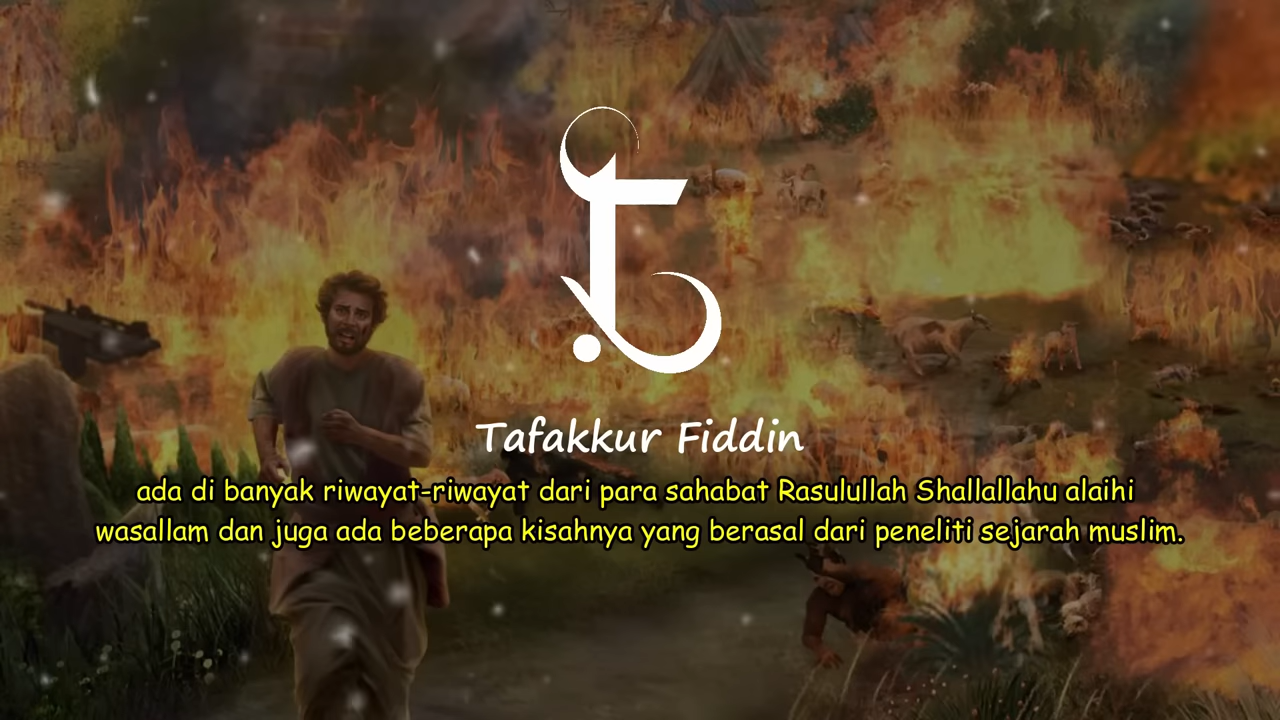 Tafakkur Fiddin
ada di banyak riwayat-riwayat dari para sahabat Rasulullah Shallallahu alaihi
wasallam dan juga ada beberapa kisahnya yang berasal dari peneliti sejarah muslim.